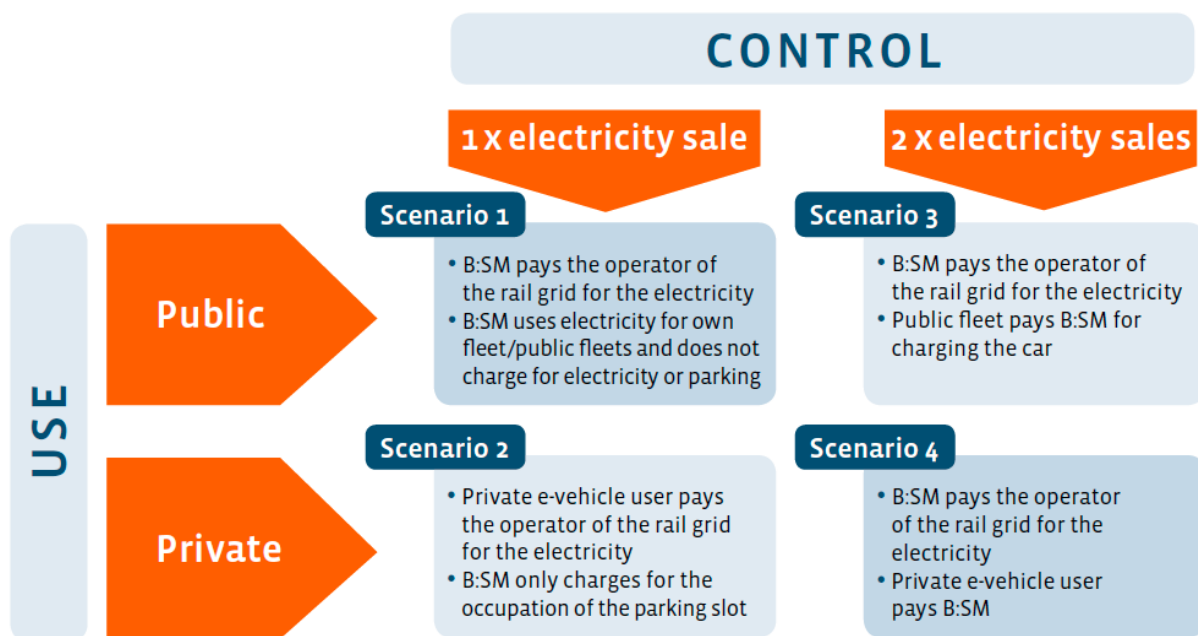 CONTROL
1 x electricity sale
2 x electricity sales
USE
Public
Scenario 1
• B:SM pays the operator of
the rail grid for the electricity
• B:SM uses electricity for own
fleet/public fleets and does not
charge for electricity or parking
Scenario 3
• B:SM pays the operator of
the rail grid for the electricity
• Public fleet pays B:SM for
charging the car
Private
Scenario 2
• Private e-vehicle user pays
the operator of the rail grid
for the electricity
• B:SM only charges for the
occupation of the parking slot
Scenario 4
• B:SM pays the operator
of the rail grid for the
electricity
• Private e-vehicle user
pays B:SM